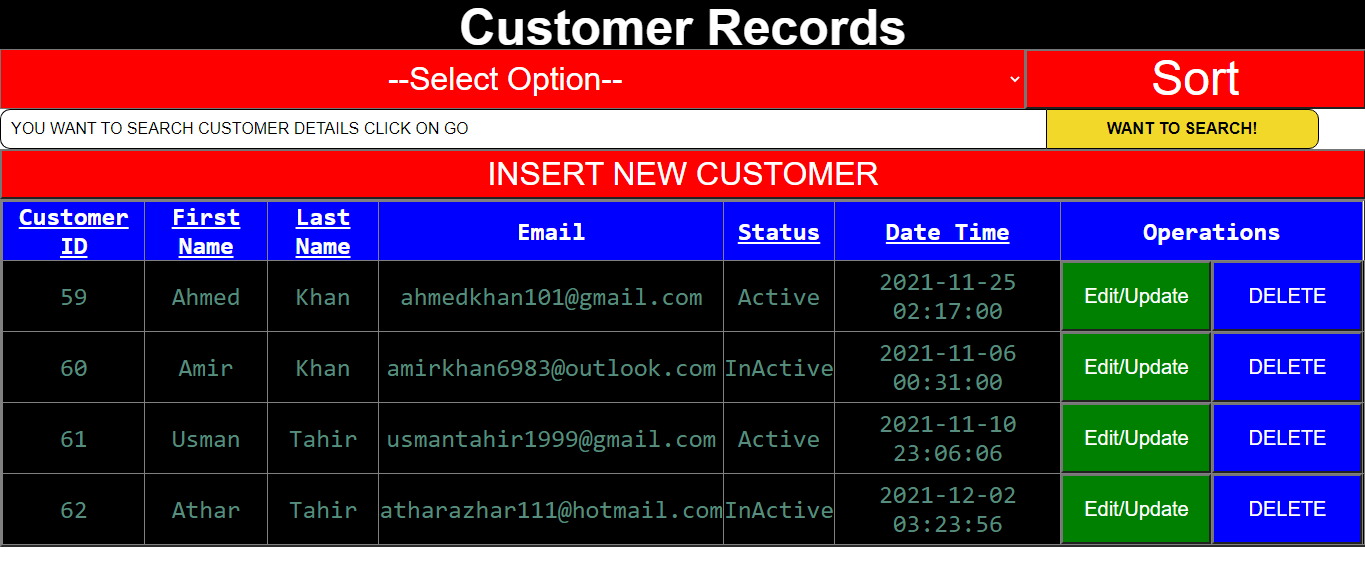 Customer Records
--Select Option-- Sort
YOU WANT TO SEARCH CUSTOMER DETAILS CLICK ON GO WANT TO SEARCH!
INSERT NEW CUSTOMER
Customer ID First Name Last Name Email Status Date Time Operations
59 Ahmed Khan ahmedkhan101@gmail.com Active 2021-11-25 02:17:00 Edit/Update DELETE
60 Amir Khan amirkhan6983@outlook.com InActive 2021-11-06 00:31:00 Edit/Update DELETE
61 Usman Tahir usmantahir1999@gmail.com Active 2021-11-10 23:06:06 Edit/Update DELETE
62 Athar Tahir atharazhar111@hotmail.com InActive 2021-12-02 03:23:56 Edit/Update DELETE